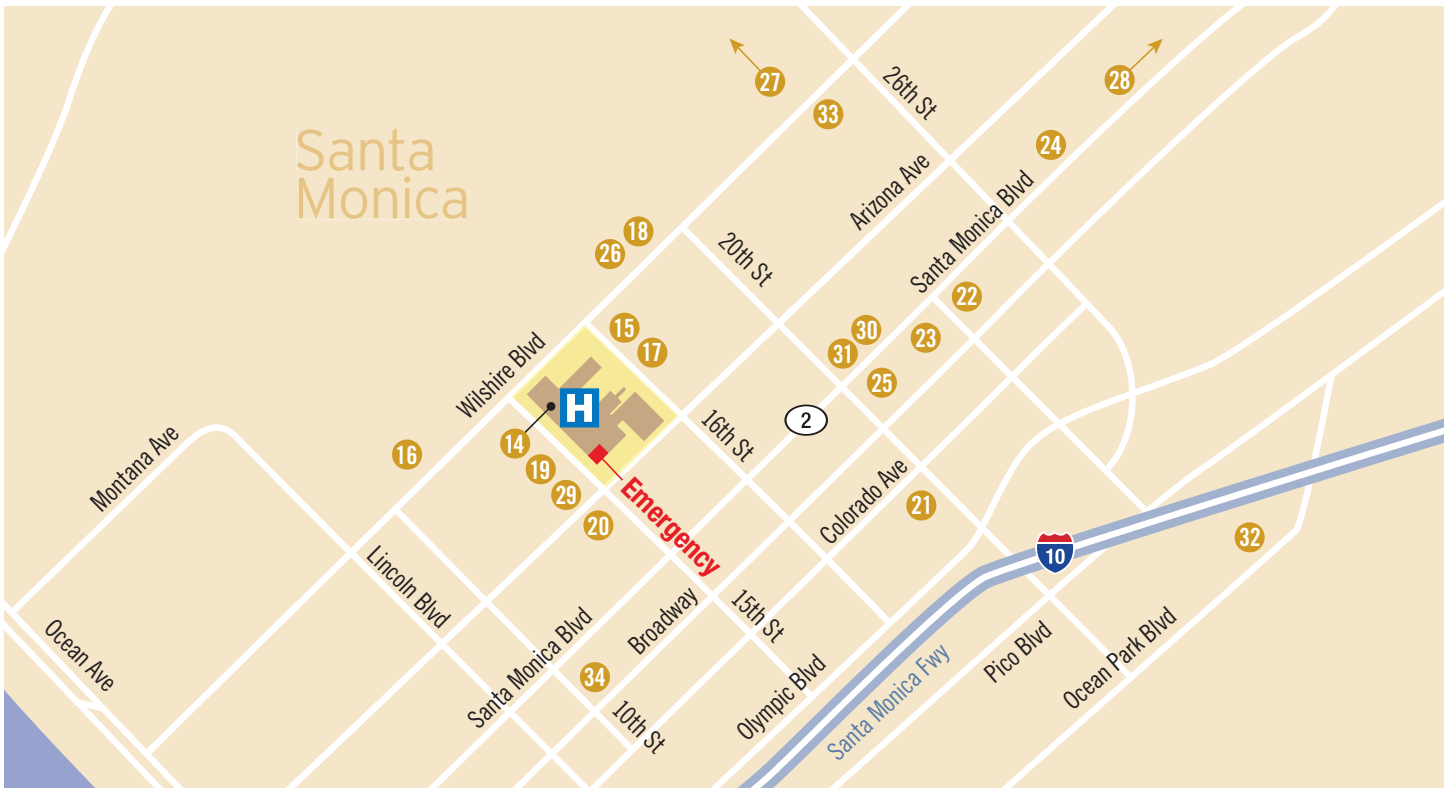 27
28
26th St
33
24
Santa
Monica
Arizona Ave
Santa Monica Blvd
18
26
20th St
22
15
30
23
17
31
25
Wilshire Blvd
H
2
16th St
14
16
19
Montana Ave
29
Colorado Ave
21
20
Emergency
32
10
Lincoln Blvd
15th St
Broadway
Santa Monica Blvd
Ocean Ave
34
Pico Blvd
Ocean Park Blvd
Olympic Blvd
Santa Monica Fwy
10th St